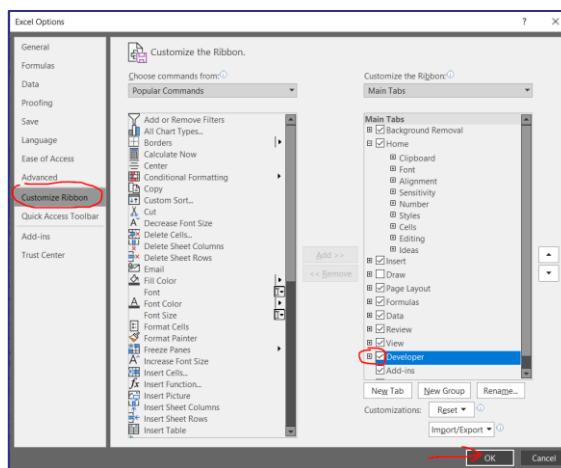 Excel Options
?
General
Formulas
Data
Proofing
Save
Language
Ease of Access
Advanced
Customize Ribbon
Quick Access Toolbar
Add-ins
Trust Center
Customize the Ribbon.
Choose commands from:
Popular Commands
Add or Remove Filters
All Chart Types...
Borders
Calculate Now
Center
Conditional Formatting
Copy
Custom Sort...
Cut
Decrease Font Size
Delete Cells...
Delete Sheet Columns
Delete Sheet Rows
Email
Fill Color
Font
Font Color
Font Size
Format Cells
Format Painter
Freeze Panes
Increase Font Size
Insert Cells...
Insert Function...
Insert Picture
Insert Sheet Columns
Insert Sheet Rows
Insert Table
Add >>
<< Remove
Customize the Ribbon:
Main Tabs
Main Tabs
Background Removal
Home
Clipboard
Font
Alignment
Sensitivity
Number
Styles
Cells
Editing
Ideas
Insert
Draw
Page Layout
Formulas
Data
Review
View
Developer
Add-ins
New Tab
New Group
Rename...
Customizations:
Reset
Import/Export
OK
Cancel